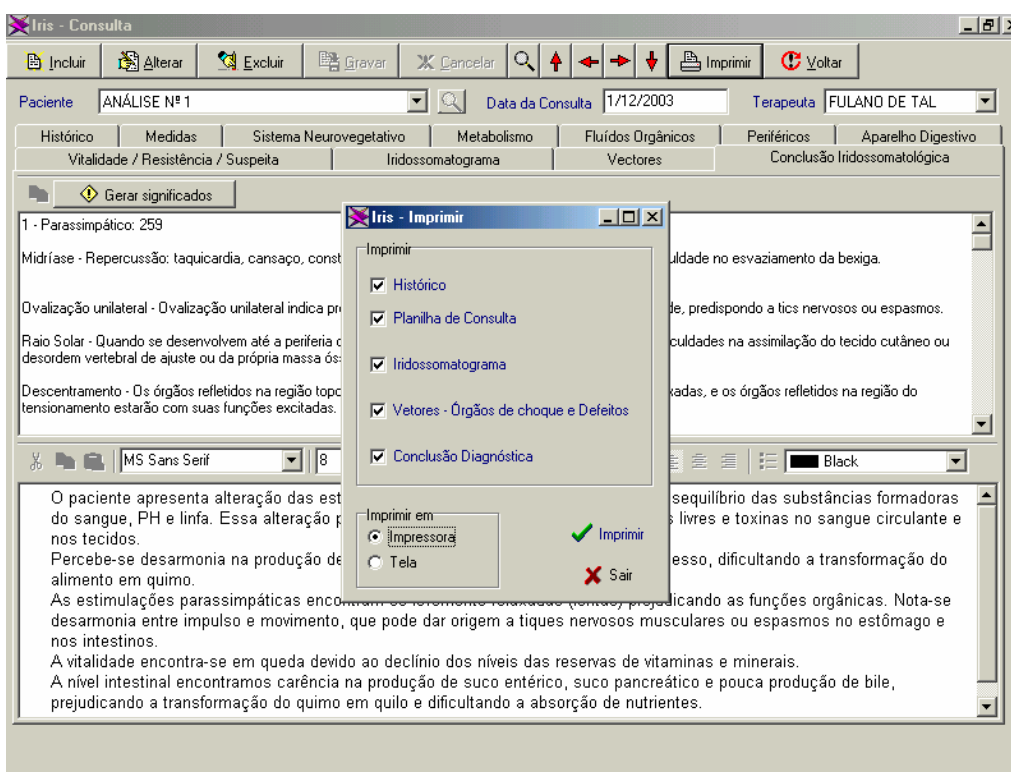 Iris - Consulta
Incluir Alterar Excluir Gravar Cancelar Imprimir Voltar
Paciente ANÁLISE Nº 1 Data da Consulta 1/12/2003 Terapeuta FULANO DE TAL
Histórico Medidas Sistema Neurovegetativo Metabolismo Fluídos Orgânicos Periféricos Aparelho Digestivo
Vitalidade / Resistência / Suspeita Iridossomatograma Vectores Conclusão Iridossomatológica
Gerar significados
1 - Parassimpático: 259
Midríase - Repercussão: taquicardia, cansaço, const uldade no esvaziamento da bexiga.
Ovalização unilateral - Ovalização unilateral indica pr de, predispondo a tics nervosos ou espasmos.
Raio Solar - Quando se desenvolvem até a periferia culdades na assimilação do tecido cutâneo ou
desordem vertebral de ajuste ou da própria massa ós
Descentramento - Os órgãos refletidos na região topo xadas, e os órgãos refletidos na região do
tensionamento estarão com suas funções excitadas.
Iris - Imprimir
Imprimir
Histórico
Planilha de Consulta
Iridossomatograma
Vetores - Órgãos de choque e Defeitos
Conclusão Diagnóstica
Imprimir em
Impressora
Tela
Imprimir
Sair
MS Sans Serif 8 Black
O paciente apresenta alteração das est sequilíbrio das substâncias formadoras
do sangue, PH e linfa. Essa alteração p s livres e toxinas no sangue circulante e
nos tecidos.
Percebe-se desarmonia na produção de esso, dificultando a transformação do
alimento em quimo.
As estimulações parassimpáticas prejudicando as funções orgânicas. Nota-se
desarmonia entre impulso e movimento, que pode dar origem a tiques nervosos musculares ou espasmos no estômago e
nos intestinos.
A vitalidade encontra-se em queda devido ao declínio dos níveis das reservas de vitaminas e minerais.
A nível intestinal encontramos carência na produção de suco entérico, suco pancreático e pouca produção de bile,
prejudicando a transformação do quimo em quilo e dificultando a absorção de nutrientes.